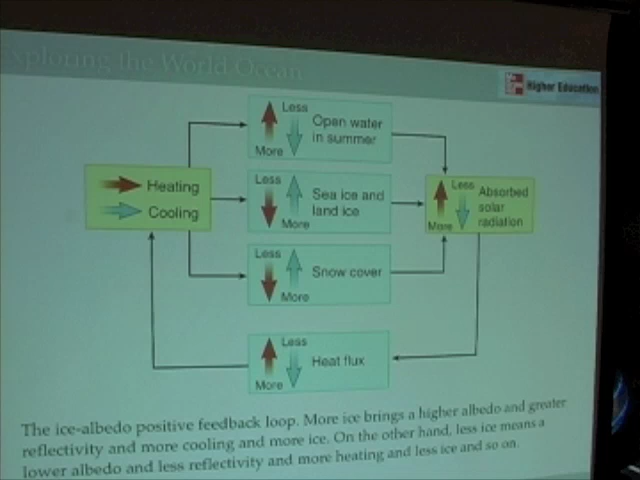 Exploring the World Ocean
Higher Education
Less
Open water
in summer
More
Heating
Cooling
Less
Sea ice and
land ice
More
Less
Absorbed
solar
radiation
More
Less
Snow cover
More
Less
Heat flux
More
The ice-albedo positive feedback loop. More ice brings a higher albedo and greater
reflectivity and more cooling and more ice. On the other hand, less ice means a
lower albedo and less reflectivity and more heating and less ice and so on.